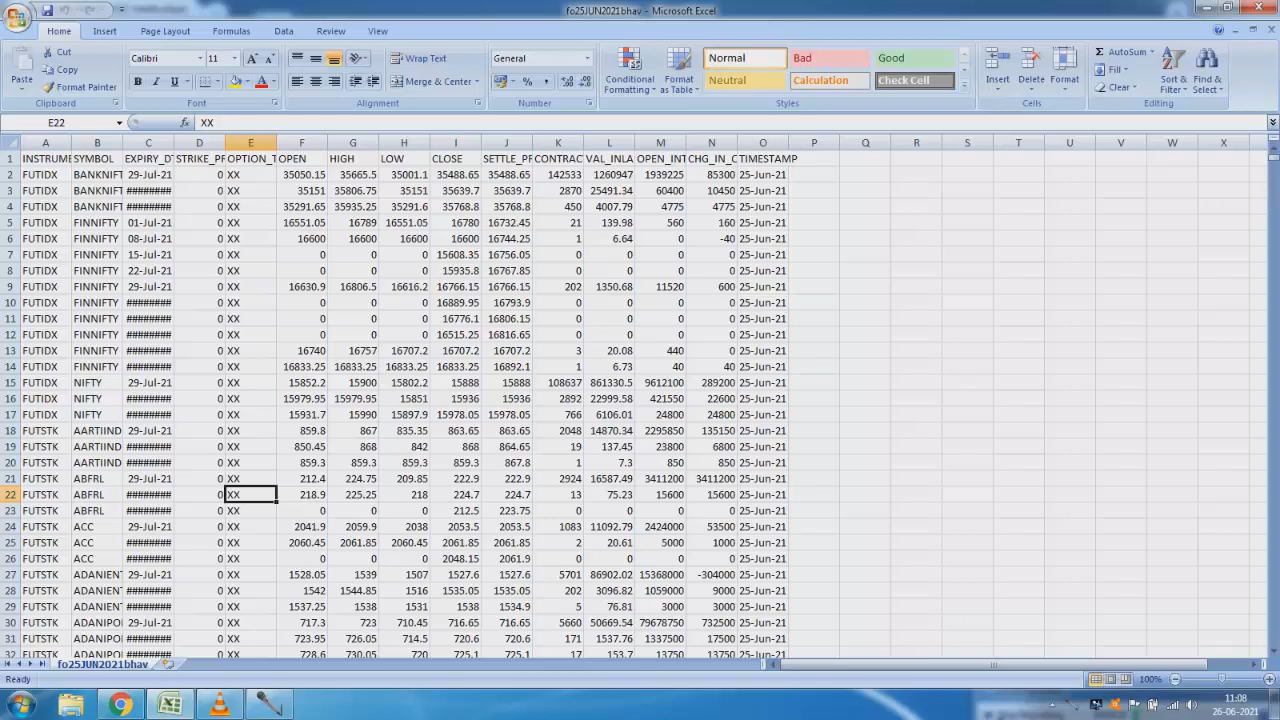 fo25JUN2021bhav - Microsoft Excel
Home Insert Page Layout Formulas Data Review View
Cut Calibri 11 Wrap Text General Normal Bad Good AutoSum
Paste Copy Format Painter B I U Merge & Center % Conditional Formatting Format as Table Neutral Calculation Check Cell Insert Delete Format Fill Clear Sort & Filter Find & Select
Clipboard Font Alignment Number Styles Cells Editing
E22 fx XX
A B C D E F G H I J K L M N O P Q R S T U V W X
1 INSTRUME SYMBOL EXPIRY_DT STRIKE_PF OPTION_T OPEN HIGH LOW CLOSE SETTLE_PF CONTRAC VAL_INLA OPEN_INT CHG_IN_C TIMESTAMP
2 FUTIDX BANKNIFT 29-Jul-21 0 XX 35050.15 35665.5 35001.1 35488.65 35488.65 142533 1260947 1939225 85300 25-Jun-21
3 FUTIDX BANKNIFT ######## 0 XX 35151 35806.75 35151 35639.7 35639.7 2870 25491.34 60400 10450 25-Jun-21
4 FUTIDX BANKNIFT ######## 0 XX 35291.65 35935.25 35291.6 35768.8 35768.8 450 4007.79 4775 4775 25-Jun-21
5 FUTIDX FINNIFTY 01-Jul-21 0 XX 16551.05 16789 16551.05 16780 16732.45 21 139.98 560 160 25-Jun-21
6 FUTIDX FINNIFTY 08-Jul-21 0 XX 16600 16600 16600 16600 16744.25 1 6.64 0 -40 25-Jun-21
7 FUTIDX FINNIFTY 15-Jul-21 0 XX 0 0 0 15608.35 16756.05 0 0 0 0 25-Jun-21
8 FUTIDX FINNIFTY 22-Jul-21 0 XX 0 0 0 15935.8 16767.85 0 0 0 0 25-Jun-21
9 FUTIDX FINNIFTY 29-Jul-21 0 XX 16630.9 16806.5 16616.2 16766.15 16766.15 202 1350.68 11520 600 25-Jun-21
10 FUTIDX FINNIFTY ######## 0 XX 0 0 0 16889.95 16793.9 0 0 0 0 25-Jun-21
11 FUTIDX FINNIFTY ######## 0 XX 0 0 0 16776.1 16806.15 0 0 0 0 25-Jun-21
12 FUTIDX FINNIFTY ######## 0 XX 0 0 0 16515.25 16816.65 0 0 0 0 25-Jun-21
13 FUTIDX FINNIFTY ######## 0 XX 16740 16757 16707.2 16707.2 16707.2 3 20.08 440 0 25-Jun-21
14 FUTIDX FINNIFTY ######## 0 XX 16833.25 16833.25 16833.25 16833.25 16892.1 1 6.73 40 40 25-Jun-21
15 FUTIDX NIFTY 29-Jul-21 0 XX 15852.2 15900 15802.2 15888 15888 108637 861330.5 9612100 289200 25-Jun-21
16 FUTIDX NIFTY ######## 0 XX 15979.95 15979.95 15851 15936 15936 2892 22999.58 421550 22600 25-Jun-21
17 FUTIDX NIFTY ######## 0 XX 15931.7 15990 15897.9 15978.05 15978.05 766 6106.01 24800 24800 25-Jun-21
18 FUTSTK AARTIIND 29-Jul-21 0 XX 859.8 867 835.35 863.65 863.65 2048 14870.34 2295850 135150 25-Jun-21
19 FUTSTK AARTIIND ######## 0 XX 850.45 868 842 868 864.65 19 137.45 23800 6800 25-Jun-21
20 FUTSTK AARTIIND ######## 0 XX 859.3 859.3 859.3 859.3 867.8 1 7.3 850 850 25-Jun-21
21 FUTSTK ABFRL 29-Jul-21 0 XX 212.4 224.75 209.85 222.9 222.9 2924 16587.49 3411200 3411200 25-Jun-21
22 FUTSTK ABFRL ######## 0 XX 218.9 225.25 218 224.7 224.7 13 75.23 15600 15600 25-Jun-21
23 FUTSTK ABFRL ######## 0 XX 0 0 0 212.5 223.75 0 0 0 0 25-Jun-21
24 FUTSTK ACC 29-Jul-21 0 XX 2041.9 2059.9 2038 2053.5 2053.5 1083 11092.79 2424000 53500 25-Jun-21
25 FUTSTK ACC ######## 0 XX 2060.45 2061.85 2060.45 2061.85 2061.85 2 20.61 5000 1000 25-Jun-21
26 FUTSTK ACC ######## 0 XX 0 0 0 2048.15 2061.9 0 0 0 0 25-Jun-21
27 FUTSTK ADANIENT 29-Jul-21 0 XX 1528.05 1539 1507 1527.6 1527.6 5701 86902.02 15368000 -304000 25-Jun-21
28 FUTSTK ADANIENT ######## 0 XX 1542 1544.85 1516 1535.05 1535.05 202 3096.82 1059000 9000 25-Jun-21
29 FUTSTK ADANIENT ######## 0 XX 1537.25 1538 1531 1538 1534.9 5 76.81 3000 3000 25-Jun-21
30 FUTSTK ADANIPO 29-Jul-21 0 XX 717.3 723 710.45 716.65 716.65 5660 50669.54 79678750 732500 25-Jun-21
31 FUTSTK ADANIPO ######## 0 XX 723.95 726.05 714.5 720.6 720.6 171 1537.76 1337500 17500 25-Jun-21
32 FUTSTK ADANIPO ######## 0 XX 728.6 730.05 720 725.1 725.1 17 153.7 13750 13750 25-Jun-21
fo25JUN2021bhav
Ready 100%
11:08
26-06-2021